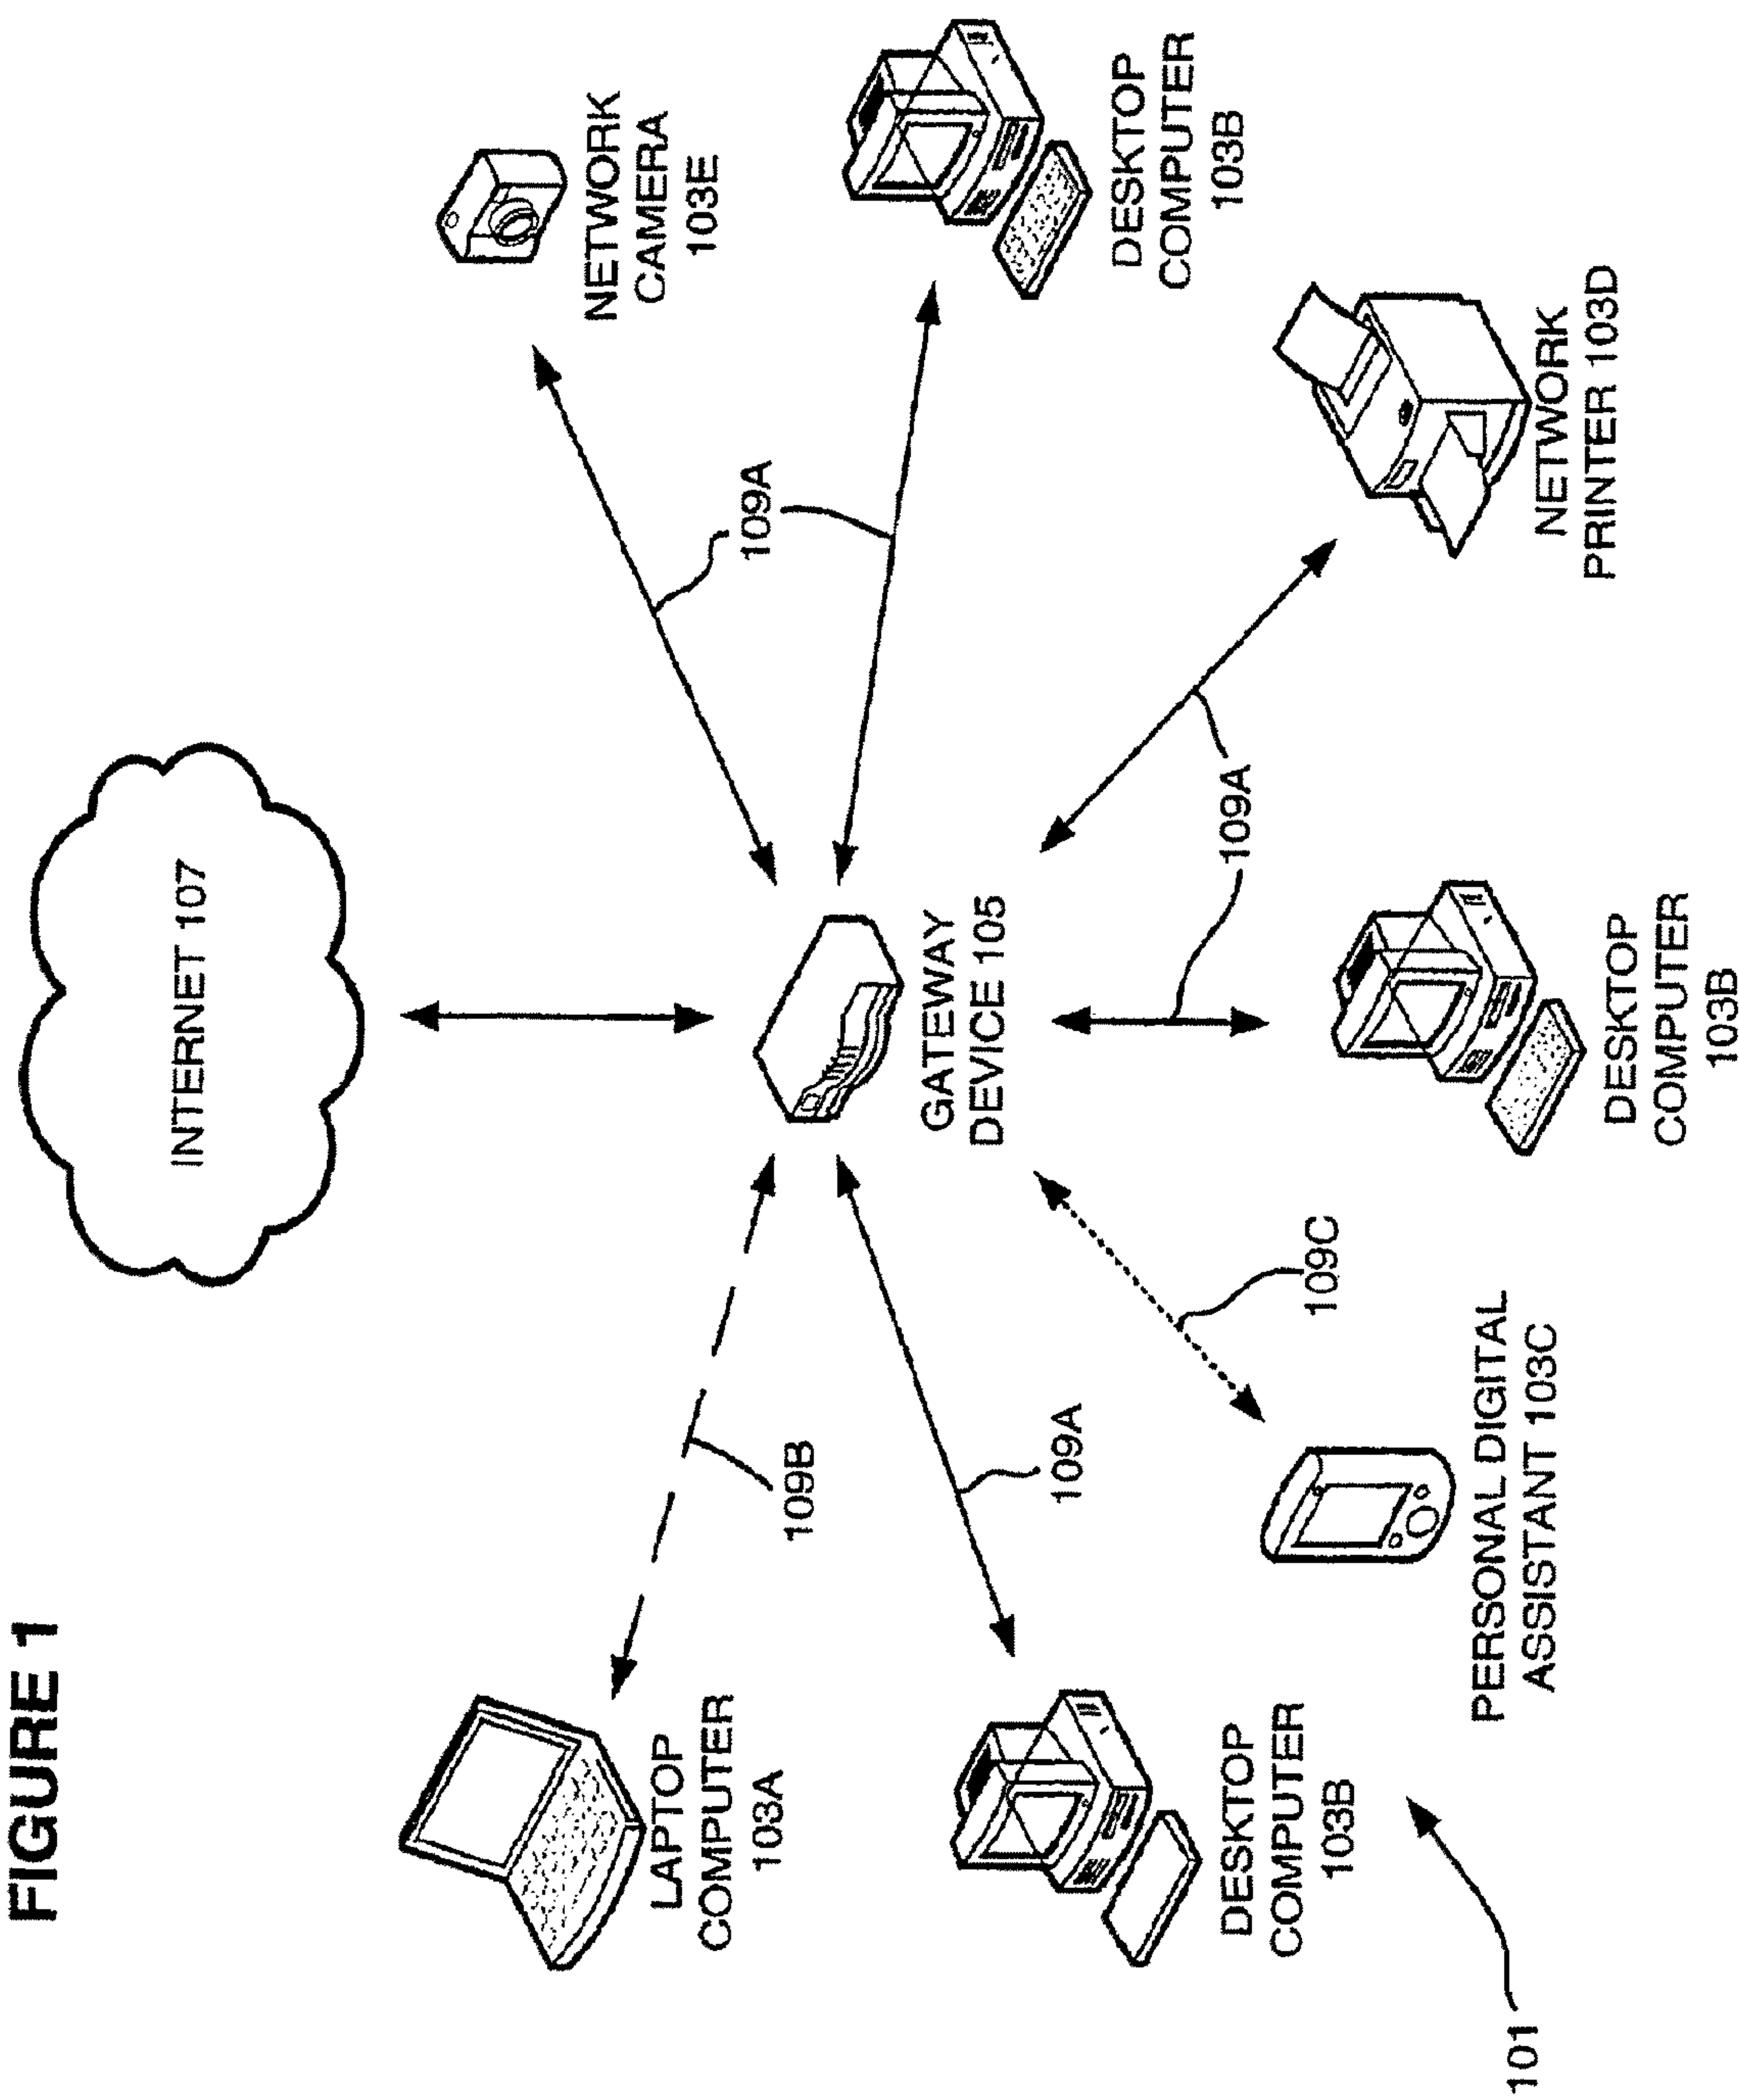 FIGURE 1
INTERNET 107
LAPTOP
COMPUTER
103A
109B
NETWORK
CAMERA
103E
109A
GATEWAY
DEVICE 105
109A
DESKTOP
COMPUTER
103B
DESKTOP
COMPUTER
103B
109C
109A
NETWORK
PRINTER 103D
PERSONAL DIGITAL
ASSISTANT 103C
DESKTOP
COMPUTER
103B
101